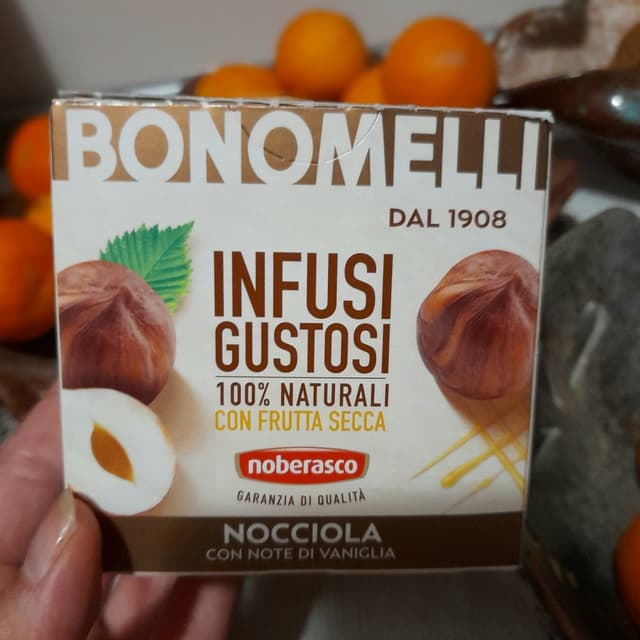 BONOMELLI
DAL 1908
INFUSI
GUSTOSI
100% NATURALI
CON FRUTTA SECCA
noberasco
GARANZIA DI QUALITÀ
NOCCIOLA
CON NOTE DI VANIGLIA